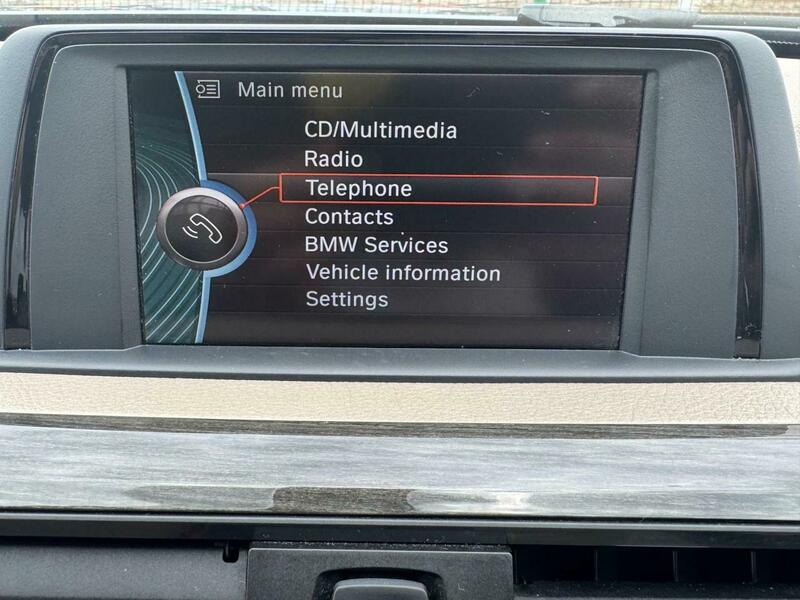 Main menu
CD/Multimedia
Radio
Telephone
Contacts
BMW Services
Vehicle information
Settings